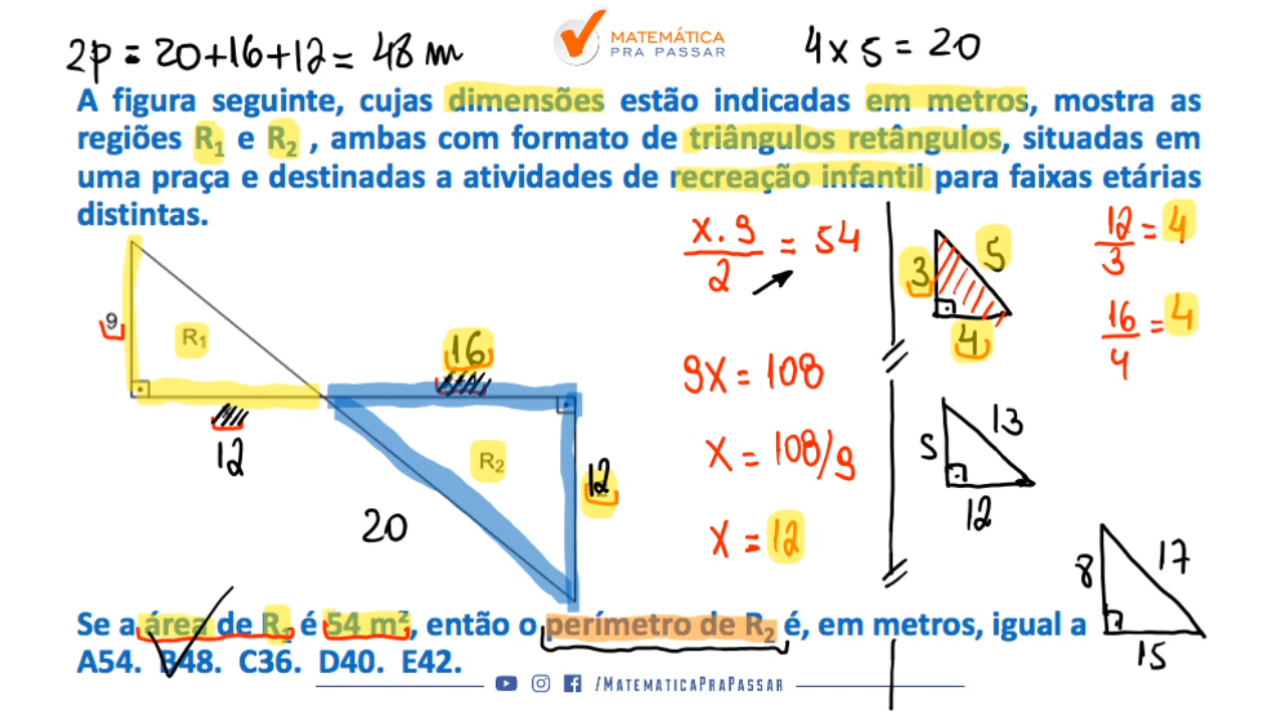 2p = 20+16+12 = 48 m
MATEMÁTICA
PRA PASSAR
4 x 5 = 20
A figura seguinte, cujas dimensões estão indicadas em metros, mostra as
regiões R₁ e R₂ , ambas com formato de triângulos retângulos, situadas em
uma praça e destinadas a atividades de recreação infantil para faixas etárias
distintas.
9
R₁
12
16
R₂
12
20
x . 9 / 2 = 54
9x = 108
x = 108/9
x = 12
3
5
4
12/3 = 4
16/4 = 4
5
13
12
8
17
15
Se a área de R₁ é 54 m², então o perímetro de R₂ é, em metros, igual a
A54. B48. C36. D40. E42.
/MatematicaPraPassar